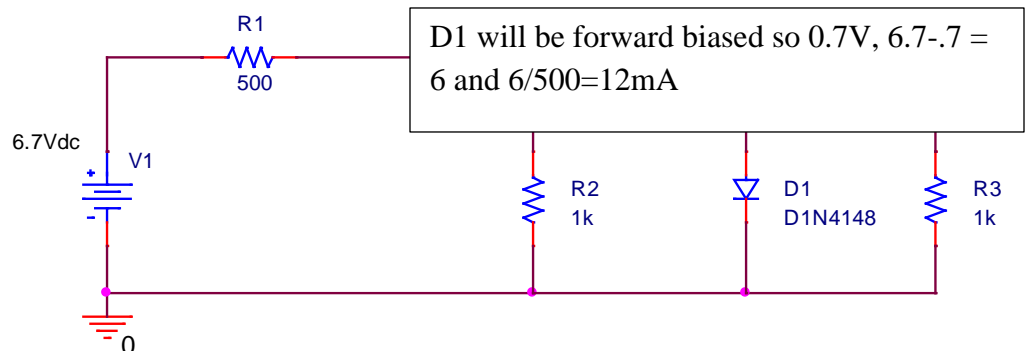 R1
500
D1 will be forward biased so 0.7V, 6.7-.7 =
6 and 6/500=12mA
6.7Vdc
V1
R2
1k
D1
D1N4148
R3
1k
0